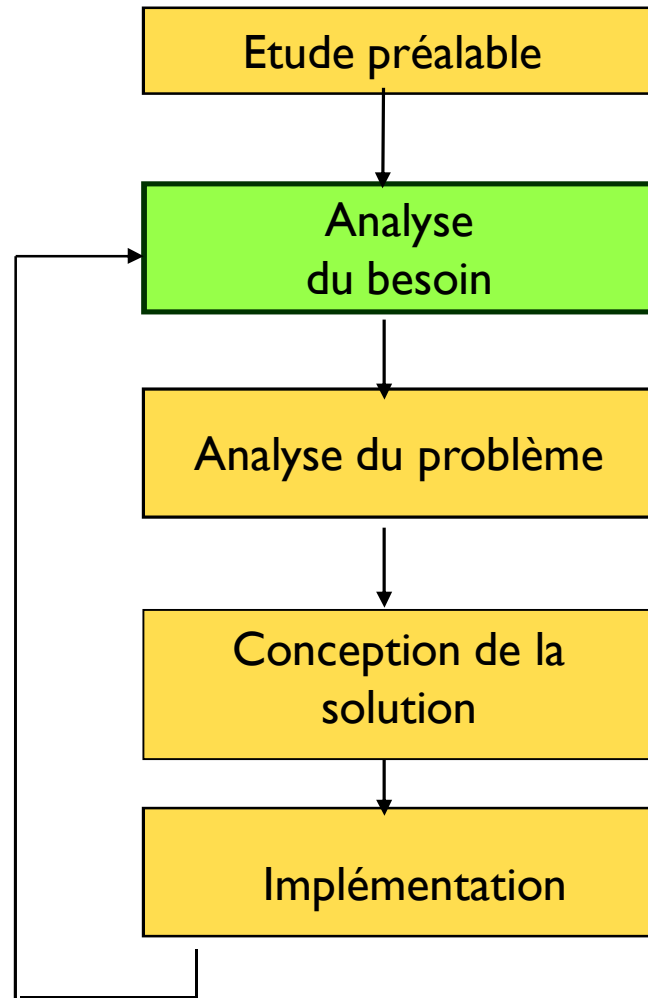 Etude préalable
Analyse
du besoin
Analyse du problème
Conception de la
solution
Implémentation